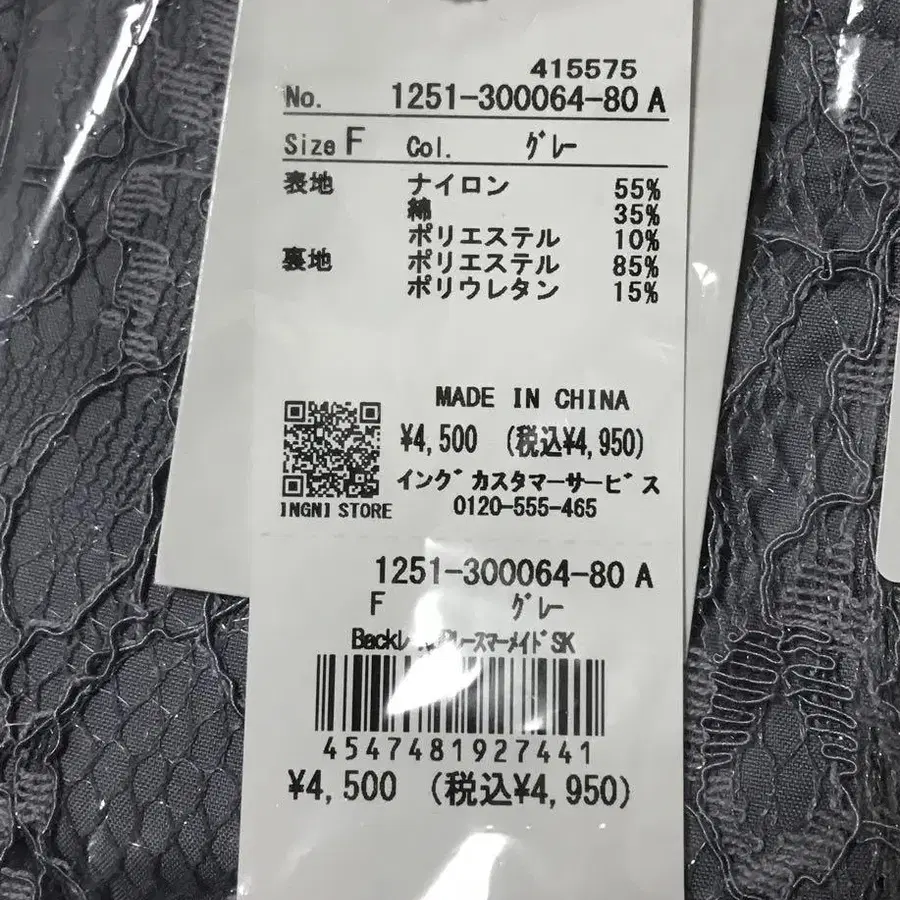 415575
No. 1251-300064-80 A
Size F Col. グレー
表地 ナイロン 55%
綿 35%
ポリエステル 10%
裏地 ポリエステル 85%
ポリウレタン 15%
MADE IN CHINA
¥4,500 (税込¥4,950)
イングカスタマーサービス
INGNI STORE 0120-555-465
1251-300064-80 A
F グレー
Back レースマーメイドSK
4547481927441
¥4,500 (税込¥4,950)